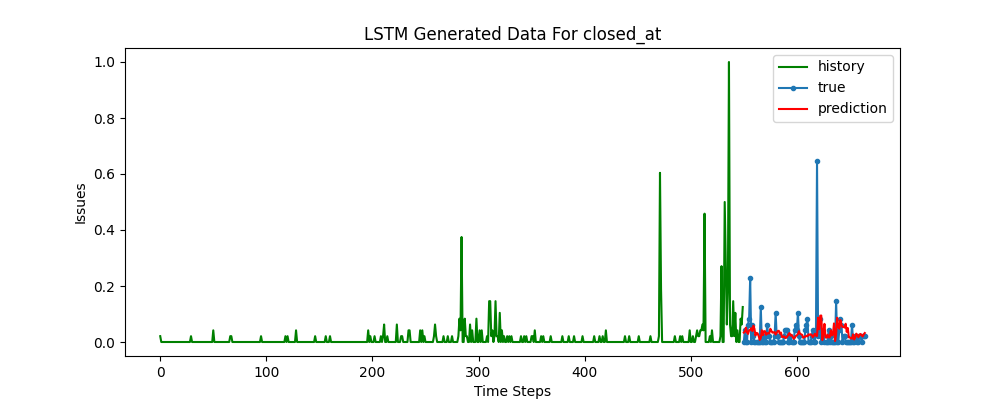 LSTM Generated Data For closed_at
1.0
0.8
0.6
0.4
0.2
0.0
Issues
history
true
prediction
0 100 200 300 400 500 600
Time Steps